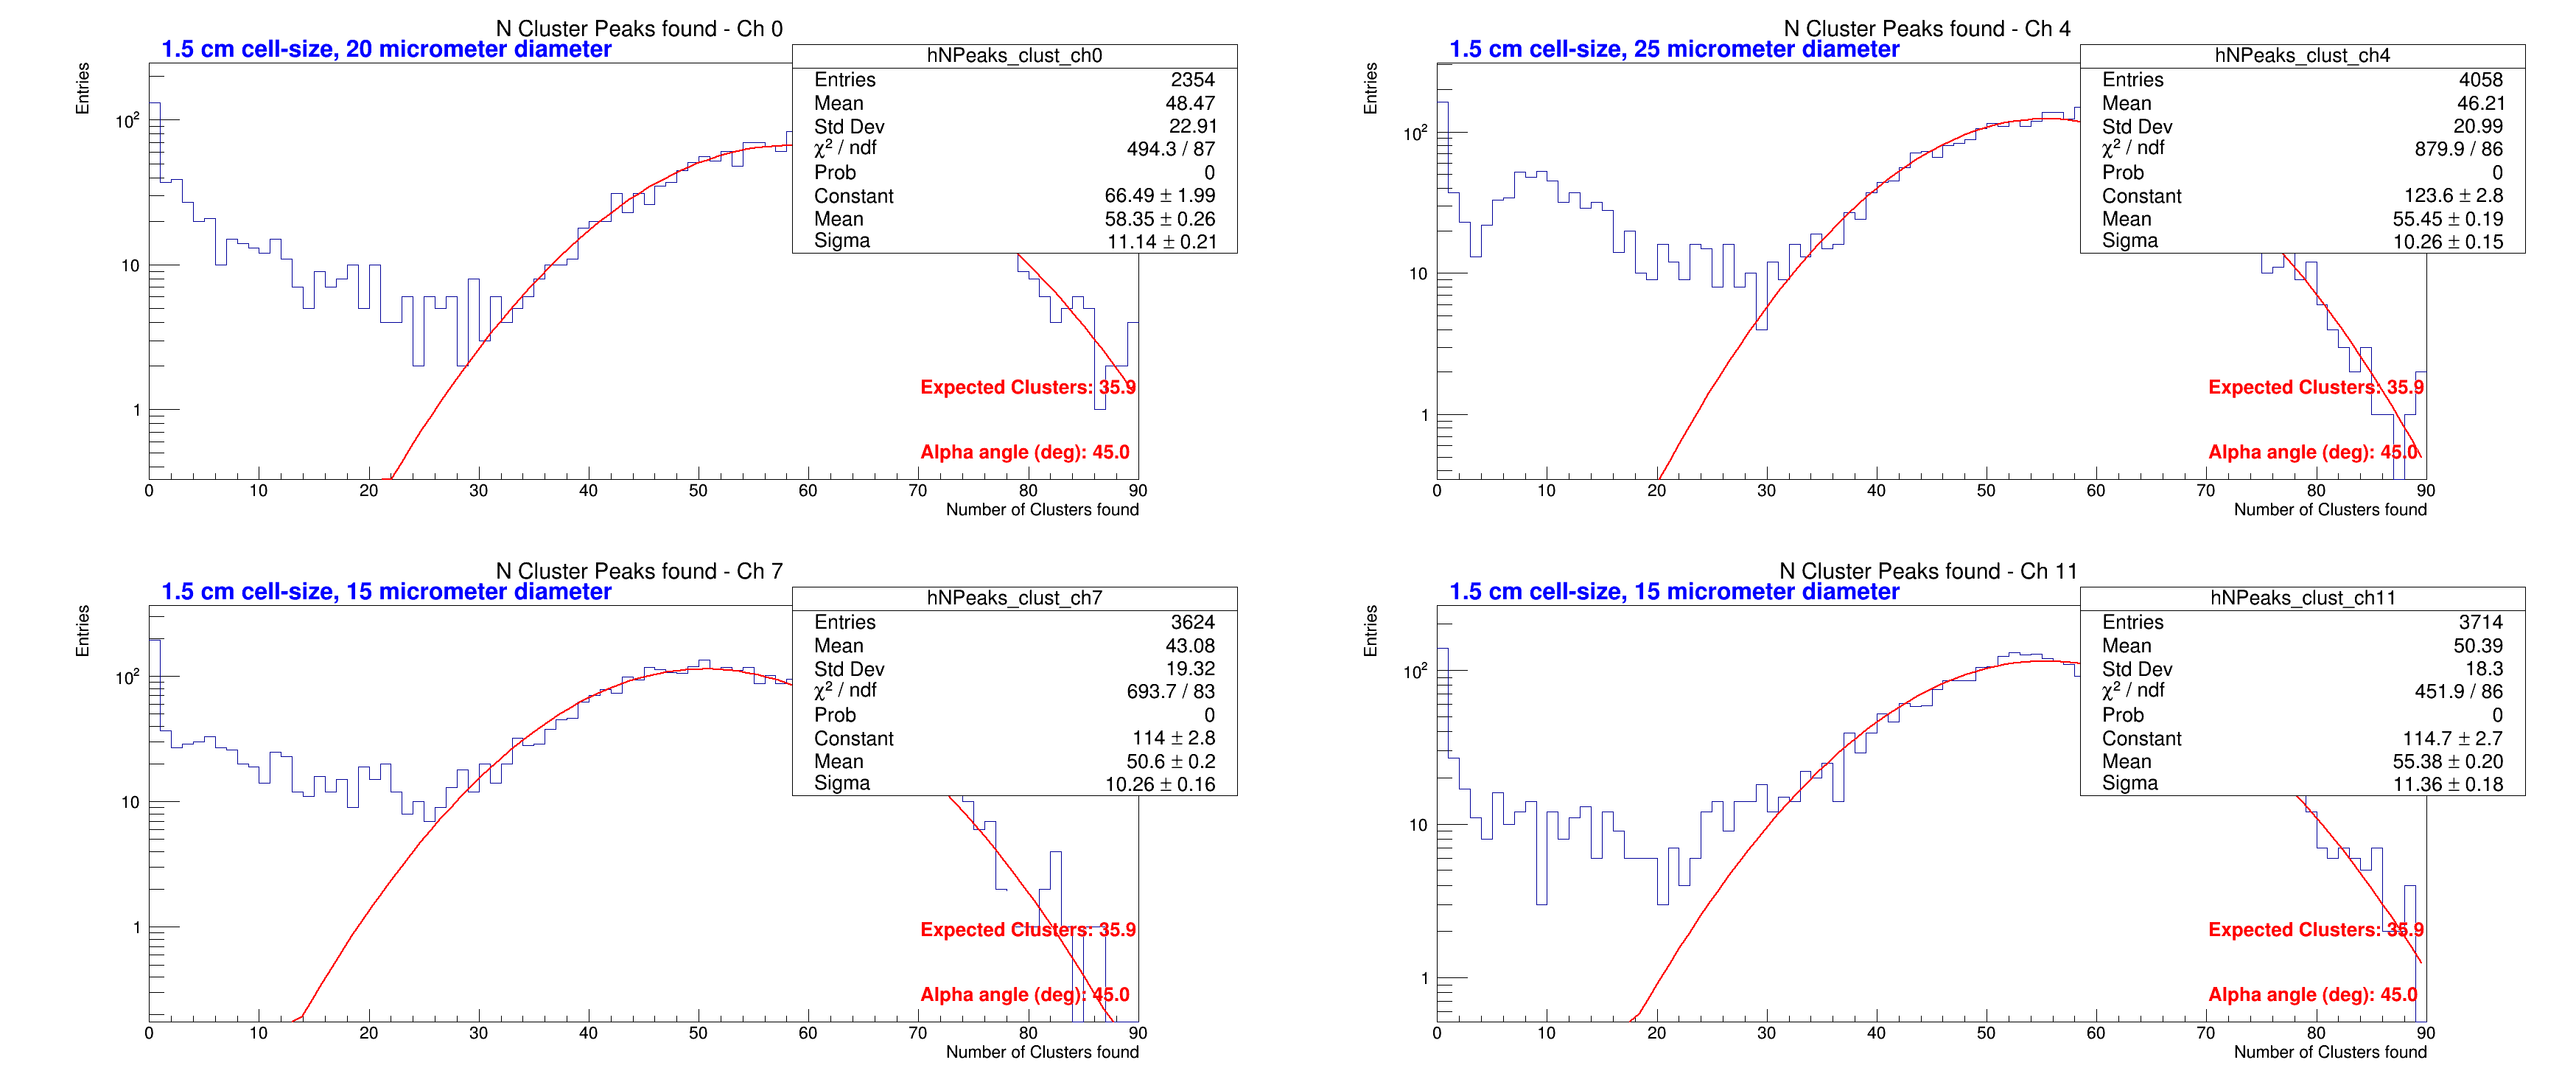 N Cluster Peaks found - Ch 0
1.5 cm cell-size, 20 micrometer diameter
hNPeaks_clust_ch0
Entries 2354
Mean 48.47
Std Dev 22.91
χ² / ndf 494.3 / 87
Prob 0
Constant 66.49 ± 1.99
Mean 58.35 ± 0.26
Sigma 11.14 ± 0.21
Entries
10²
10
1
Expected Clusters: 35.9
Alpha angle (deg): 45.0
0 10 20 30 40 50 60 70 80 90
Number of Clusters found
N Cluster Peaks found - Ch 4
1.5 cm cell-size, 25 micrometer diameter
hNPeaks_clust_ch4
Entries 4058
Mean 46.21
Std Dev 20.99
χ² / ndf 879.9 / 86
Prob 0
Constant 123.6 ± 2.8
Mean 55.45 ± 0.19
Sigma 10.26 ± 0.15
Entries
10²
10
1
Expected Clusters: 35.9
Alpha angle (deg): 45.0
0 10 20 30 40 50 60 70 80 90
Number of Clusters found
N Cluster Peaks found - Ch 7
1.5 cm cell-size, 15 micrometer diameter
hNPeaks_clust_ch7
Entries 3624
Mean 43.08
Std Dev 19.32
χ² / ndf 693.7 / 83
Prob 0
Constant 114 ± 2.8
Mean 50.6 ± 0.2
Sigma 10.26 ± 0.16
Entries
10²
10
1
Expected Clusters: 35.9
Alpha angle (deg): 45.0
0 10 20 30 40 50 60 70 80 90
Number of Clusters found
N Cluster Peaks found - Ch 11
1.5 cm cell-size, 15 micrometer diameter
hNPeaks_clust_ch11
Entries 3714
Mean 50.39
Std Dev 18.3
χ² / ndf 451.9 / 86
Prob 0
Constant 114.7 ± 2.7
Mean 55.38 ± 0.20
Sigma 11.36 ± 0.18
Entries
10²
10
1
Expected Clusters: 35.9
Alpha angle (deg): 45.0
0 10 20 30 40 50 60 70 80 90
Number of Clusters found